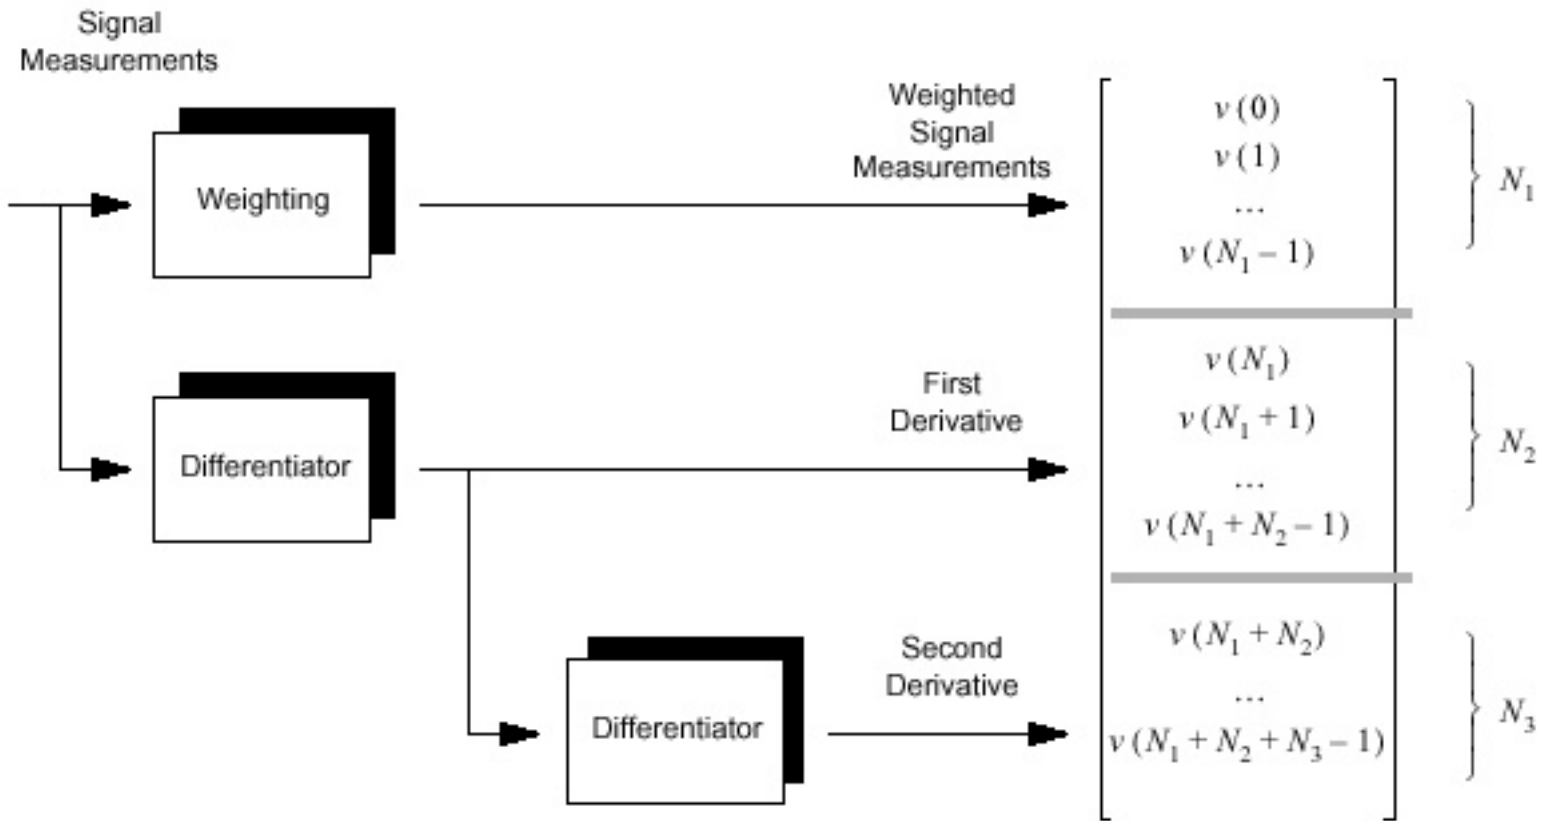 Signal
Measurements
Weighting
Weighted
Signal
Measurements
v(0)
v(1)
...
v(N₁ – 1)
N₁
Differentiator
First
Derivative
v(N₁)
v(N₁ + 1)
...
v(N₁ + N₂ – 1)
N₂
Differentiator
Second
Derivative
v(N₁ + N₂)
...
v(N₁ + N₂ + N₃ – 1)
N₃